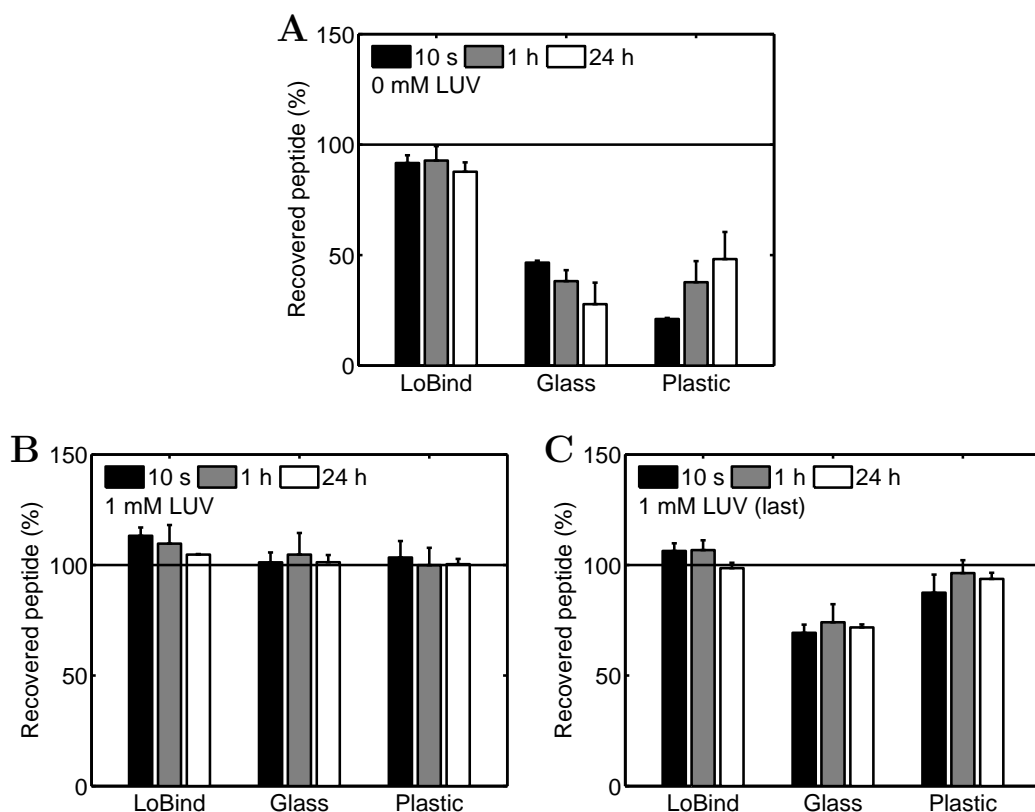 A
150
100
50
0
Recovered peptide (%)
10 s 1 h 24 h
0 mM LUV
LoBind Glass Plastic
B
150
100
50
0
Recovered peptide (%)
10 s 1 h 24 h
1 mM LUV
LoBind Glass Plastic
C
150
100
50
0
Recovered peptide (%)
10 s 1 h 24 h
1 mM LUV (last)
LoBind Glass Plastic